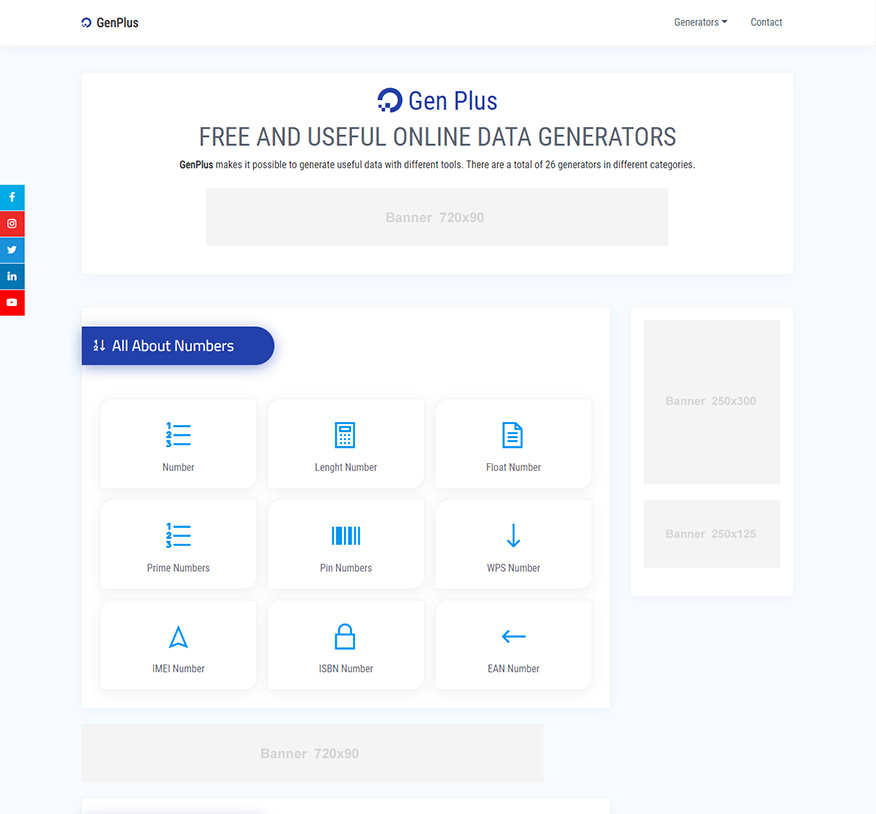 GenPlus
Generators
Contact
Gen Plus
FREE AND USEFUL ONLINE DATA GENERATORS
GenPlus makes it possible to generate useful data with different tools. There are a total of 26 generators in different categories.
Banner 720x90
All About Numbers
Number
Lenght Number
Float Number
Prime Numbers
Pin Numbers
WPS Number
IMEI Number
ISBN Number
EAN Number
Banner 250x300
Banner 250x125
Banner 720x90